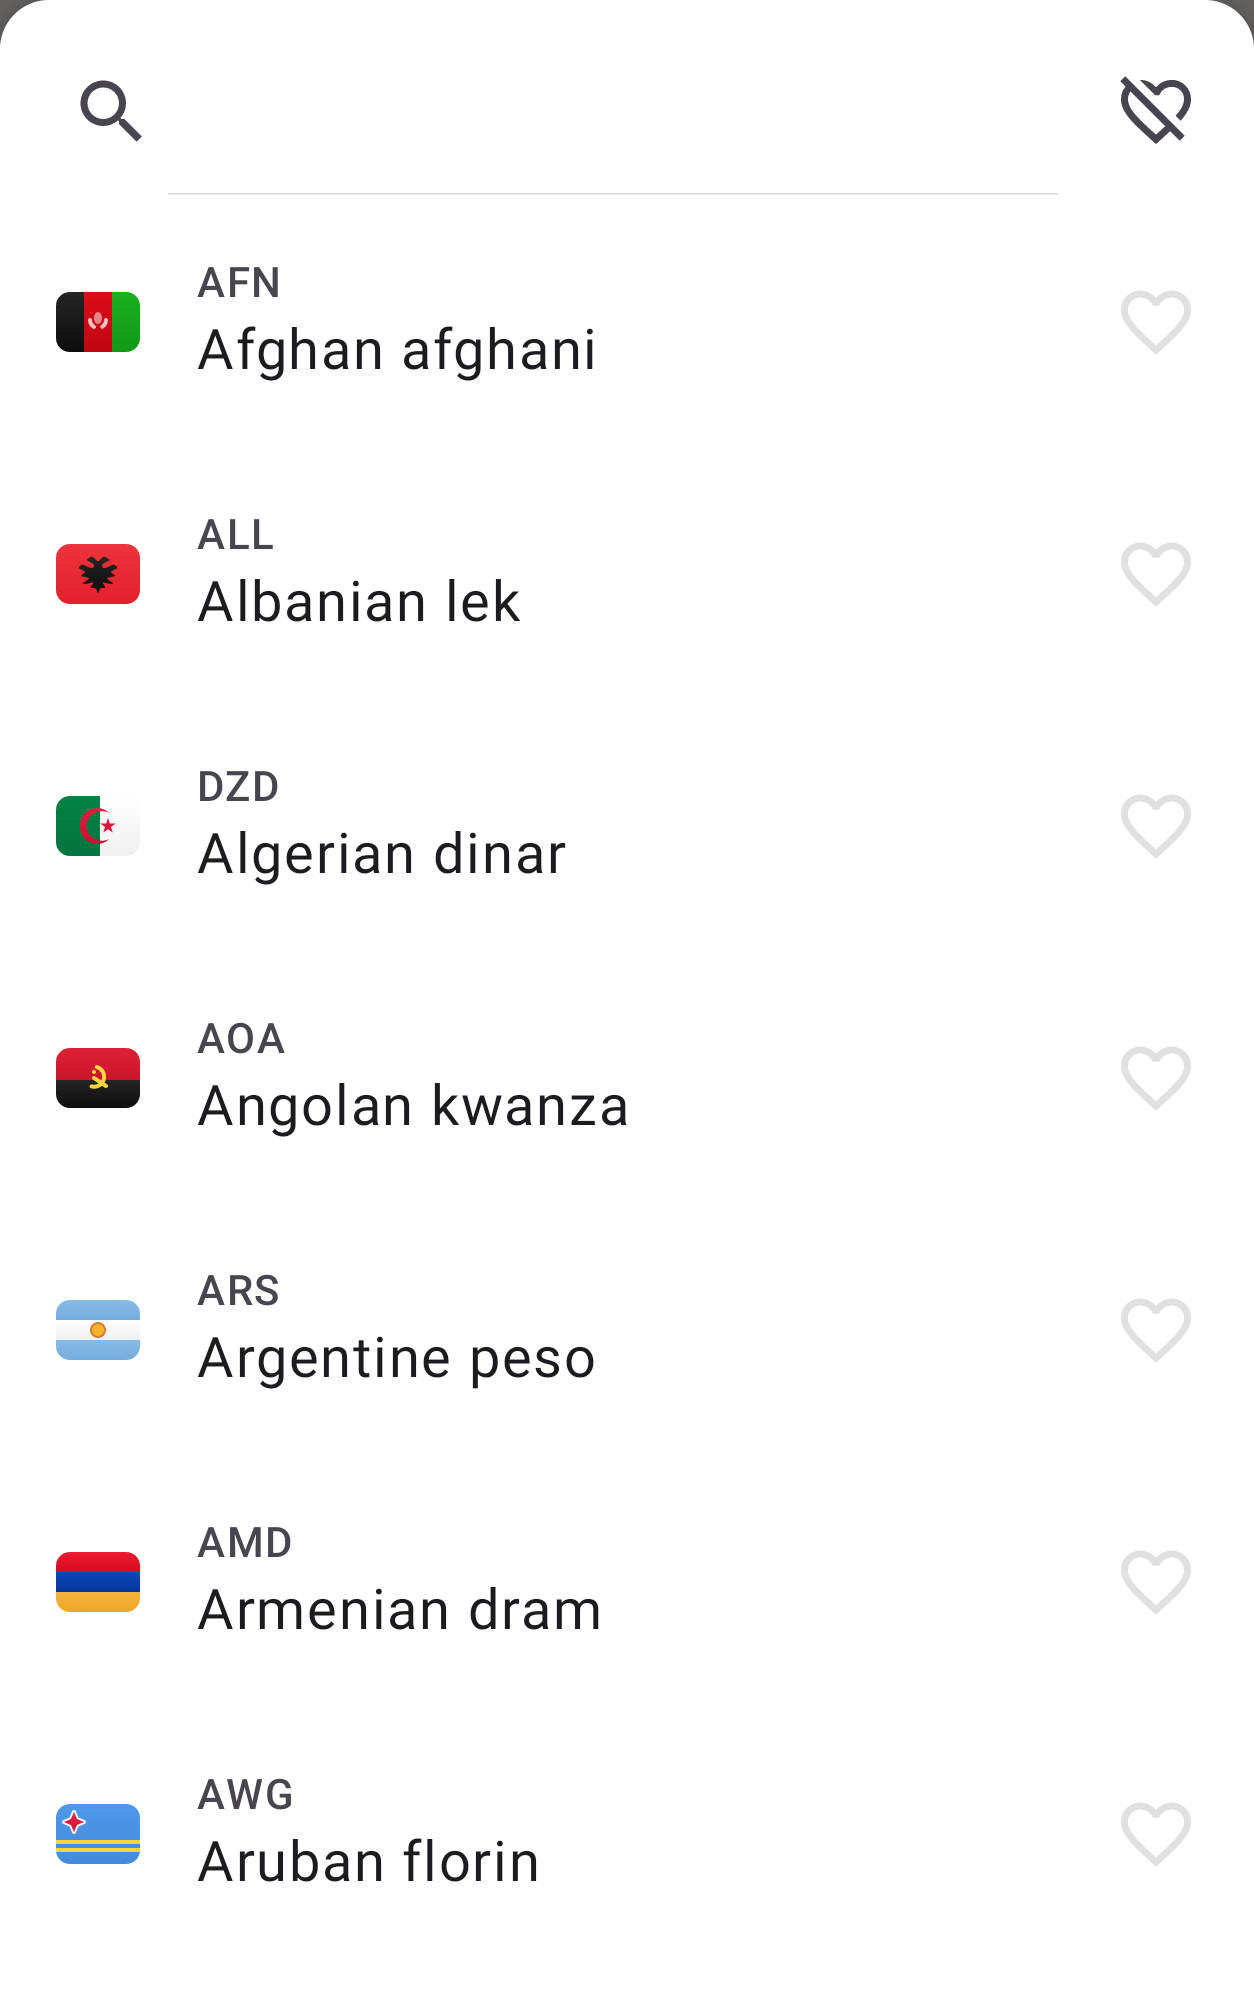 AFN
Afghan afghani
ALL
Albanian lek
DZD
Algerian dinar
AOA
Angolan kwanza
ARS
Argentine peso
AMD
Armenian dram
AWG
Aruban florin